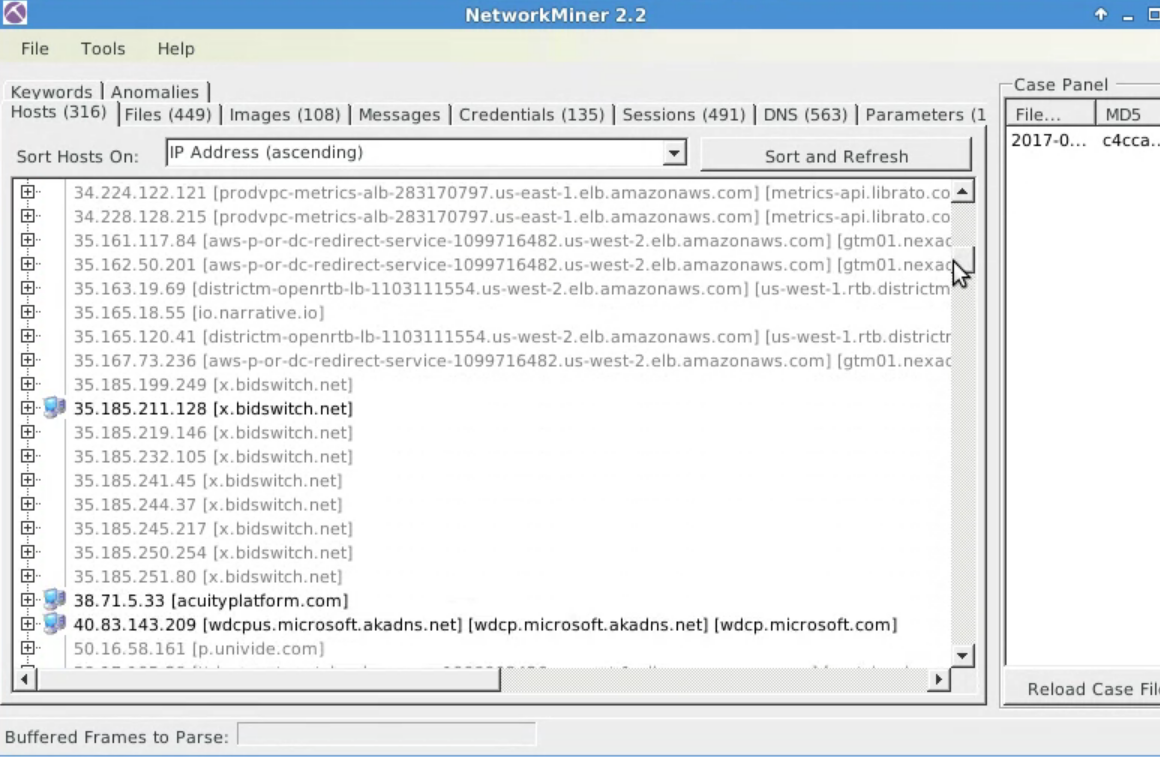 NetworkMiner 2.2
File Tools Help
Keywords Anomalies
Hosts (316) Files (449) Images (108) Messages Credentials (135) Sessions (491) DNS (563) Parameters (1
Sort Hosts On: IP Address (ascending) Sort and Refresh
34.224.122.121 [prodvpc-metrics-alb-283170797.us-east-1.elb.amazonaws.com] [metrics-api.librato.co
34.228.128.215 [prodvpc-metrics-alb-283170797.us-east-1.elb.amazonaws.com] [metrics-api.librato.co
35.161.117.84 [aws-p-or-dc-redirect-service-1099716482.us-west-2.elb.amazonaws.com] [gtm01.nexac
35.162.50.201 [aws-p-or-dc-redirect-service-1099716482.us-west-2.elb.amazonaws.com] [gtm01.nexac
35.163.19.69 [districtm-openrtb-lb-1103111554.us-west-2.elb.amazonaws.com] [us-west-1.rtb.districtm
35.165.18.55 [io.narrative.io]
35.165.120.41 [districtm-openrtb-lb-1103111554.us-west-2.elb.amazonaws.com] [us-west-1.rtb.districtr
35.167.73.236 [aws-p-or-dc-redirect-service-1099716482.us-west-2.elb.amazonaws.com] [gtm01.nexac
35.185.199.249 [x.bidswitch.net]
35.185.211.128 [x.bidswitch.net]
35.185.219.146 [x.bidswitch.net]
35.185.232.105 [x.bidswitch.net]
35.185.241.45 [x.bidswitch.net]
35.185.244.37 [x.bidswitch.net]
35.185.245.217 [x.bidswitch.net]
35.185.250.254 [x.bidswitch.net]
35.185.251.80 [x.bidswitch.net]
38.71.5.33 [acuityplatform.com]
40.83.143.209 [wdcpus.microsoft.akadns.net] [wdcp.microsoft.akadns.net] [wdcp.microsoft.com]
50.16.58.161 [p.univide.com]
Case Panel
File... MD5
2017-0... c4cca..
Reload Case Fil
Buffered Frames to Parse: